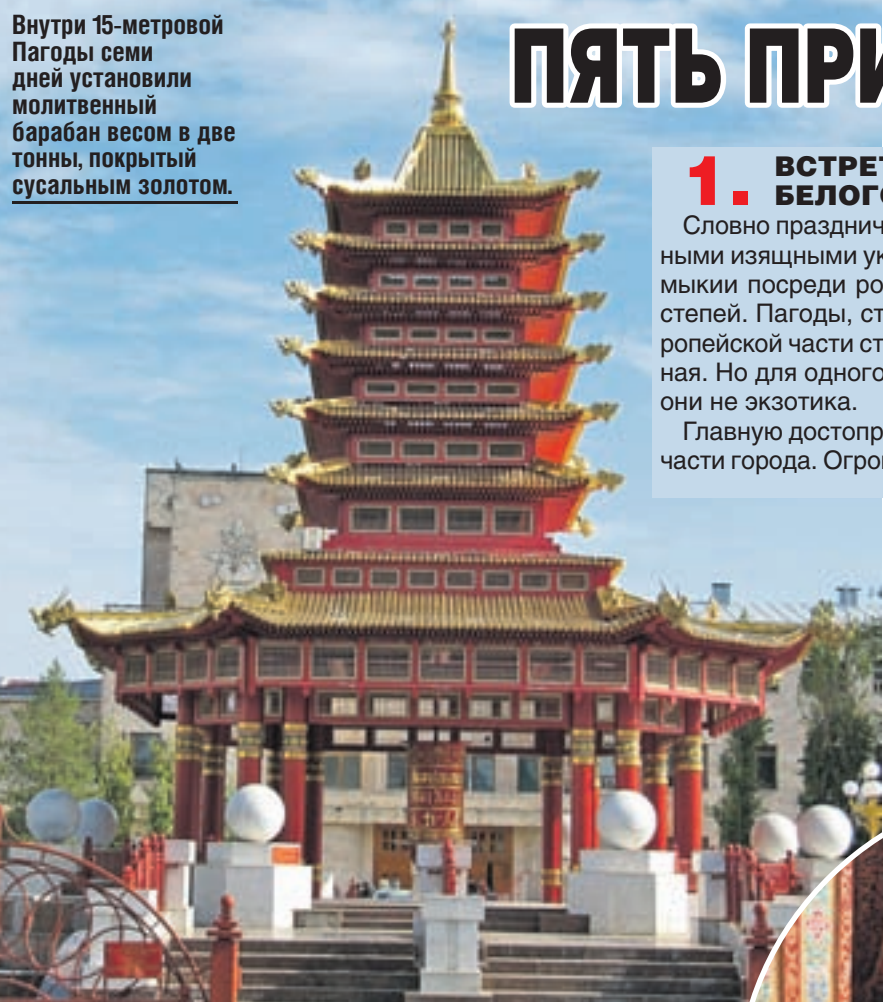 Внутри 15-метровой
Пагоды семи
дней установили
молитвенный
барабан весом в две
тонны, покрытый
сусальным золотом.
ПЯТЬ ПРИ
1. ВСТРЕТ
БЕЛОГО
Словно празднич
ными изящными ук
мыкии посреди ро
степей. Пагоды, ст
ропейской части ст
ная. Но для одного
они не экзотика.
Главную достопр
части города. Огро